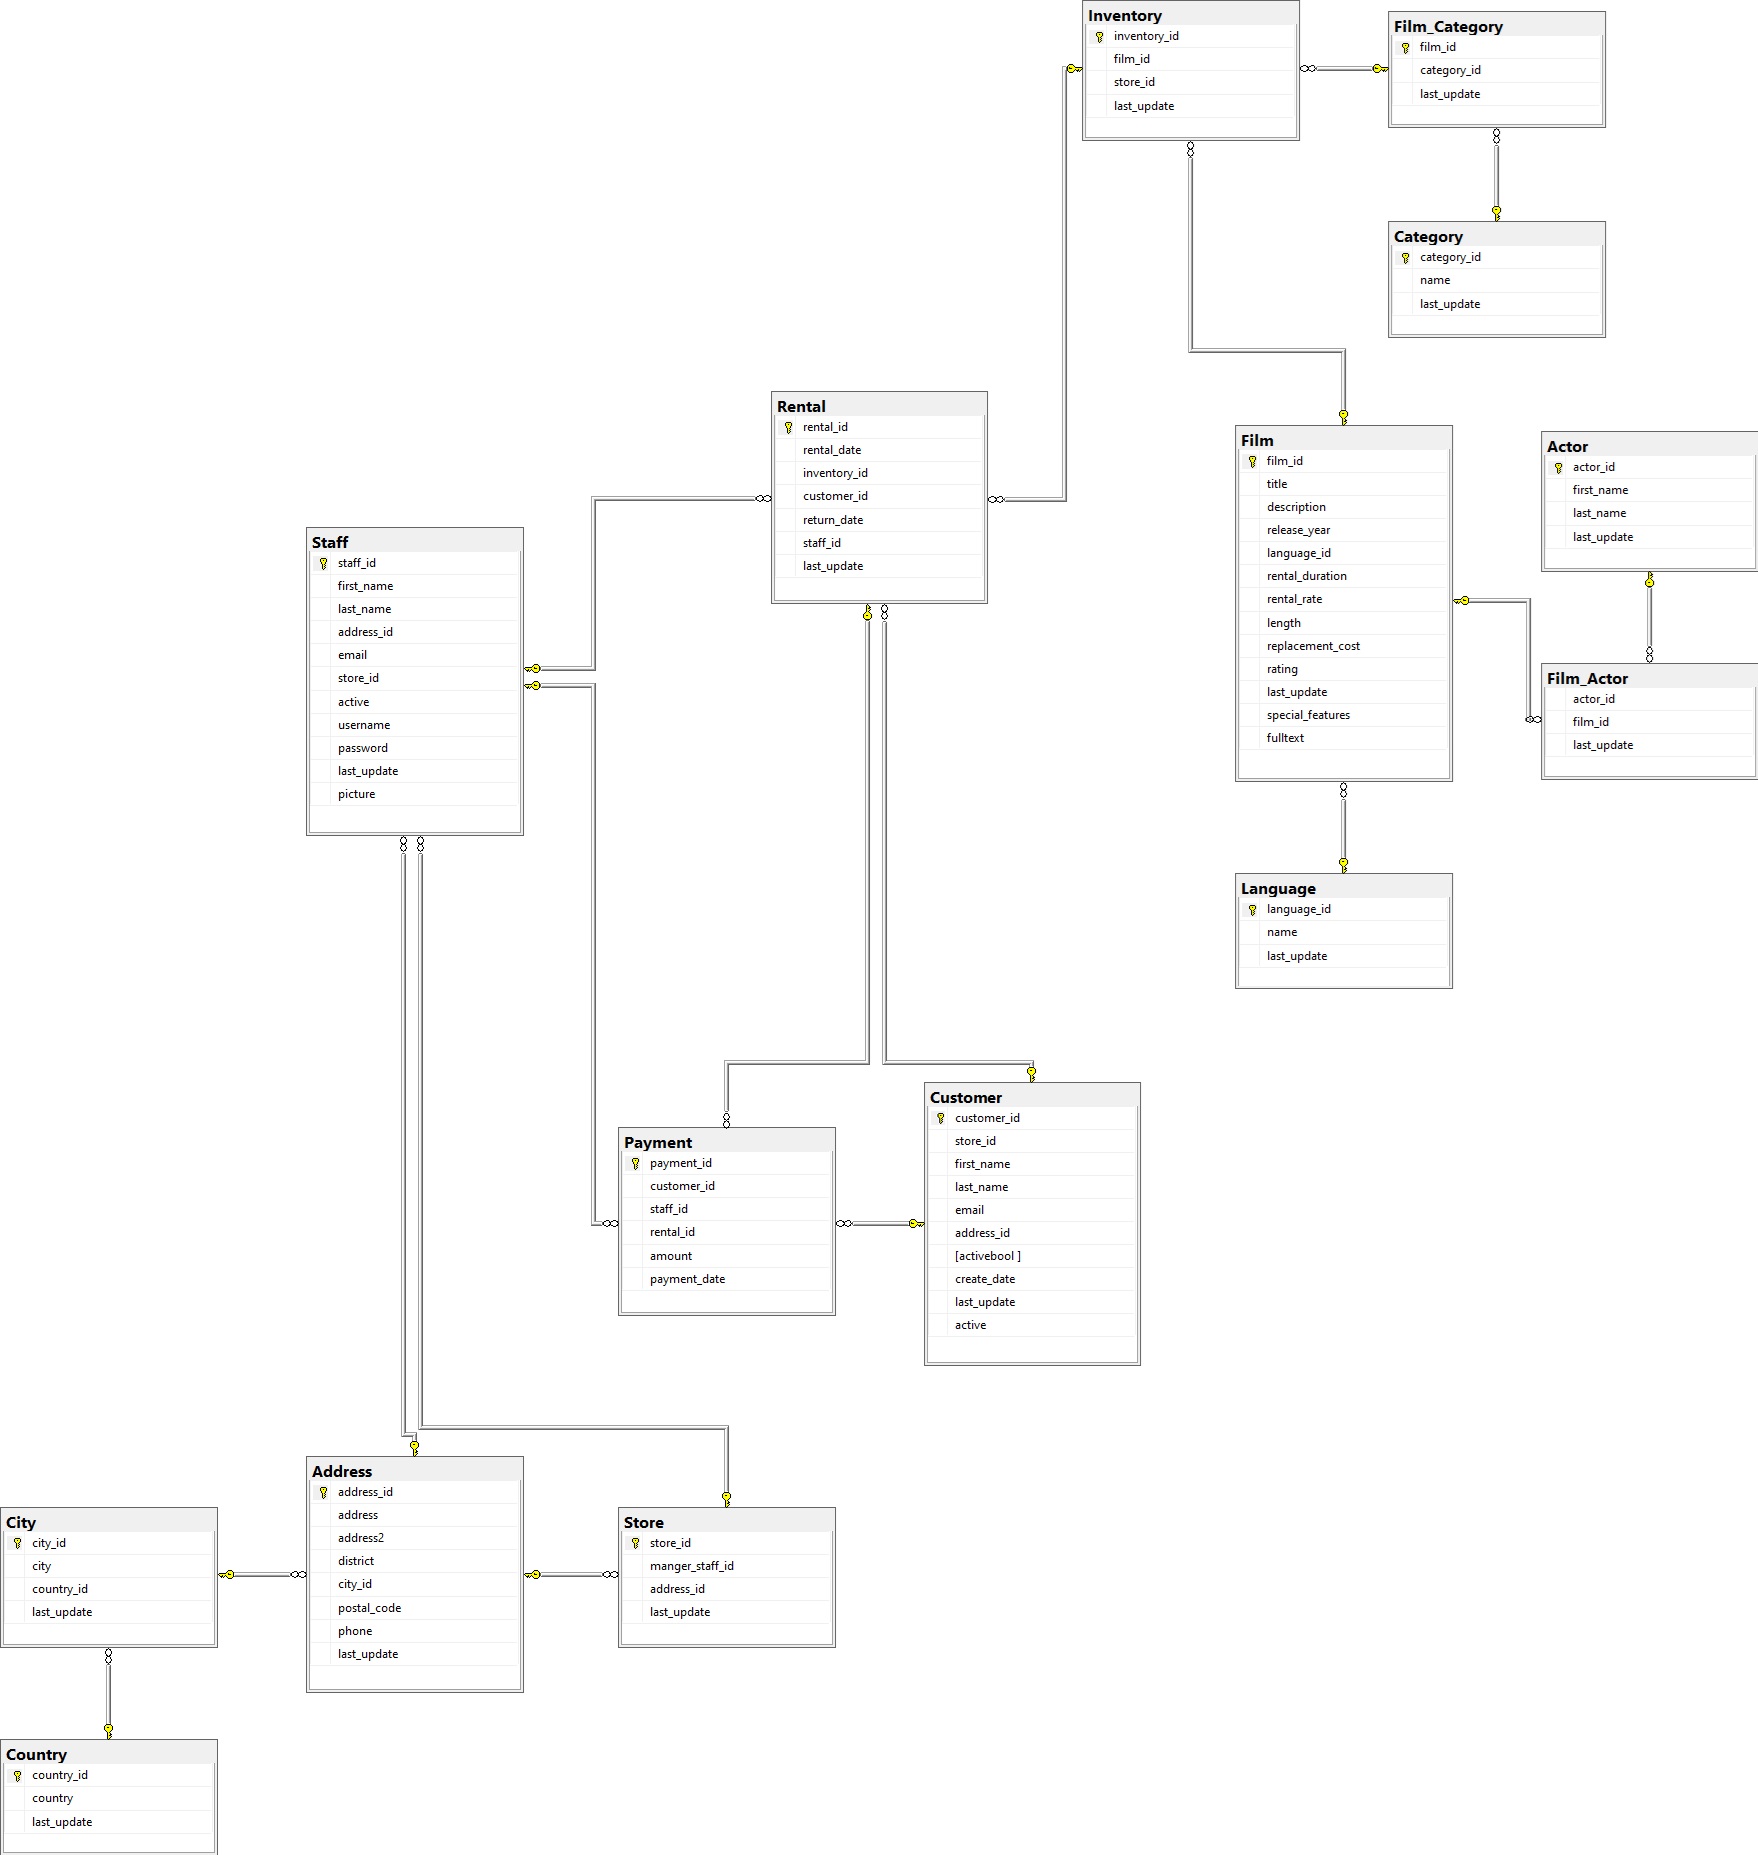 Inventory
inventory_id
film_id
store_id
last_update
Film_Category
film_id
category_id
last_update
Category
category_id
name
last_update
Rental
rental_id
rental_date
inventory_id
customer_id
return_date
staff_id
last_update
Film
film_id
title
description
release_year
language_id
rental_duration
rental_rate
length
replacement_cost
rating
last_update
special_features
fulltext
Actor
actor_id
first_name
last_name
last_update
Staff
staff_id
first_name
last_name
address_id
email
store_id
active
username
password
last_update
picture
Film_Actor
actor_id
film_id
last_update
Language
language_id
name
last_update
Customer
customer_id
store_id
first_name
last_name
email
address_id
[activebool ]
create_date
last_update
active
Payment
payment_id
customer_id
staff_id
rental_id
amount
payment_date
Address
address_id
address
address2
district
city_id
postal_code
phone
last_update
City
city_id
city
country_id
last_update
Store
store_id
manger_staff_id
address_id
last_update
Country
country_id
country
last_update